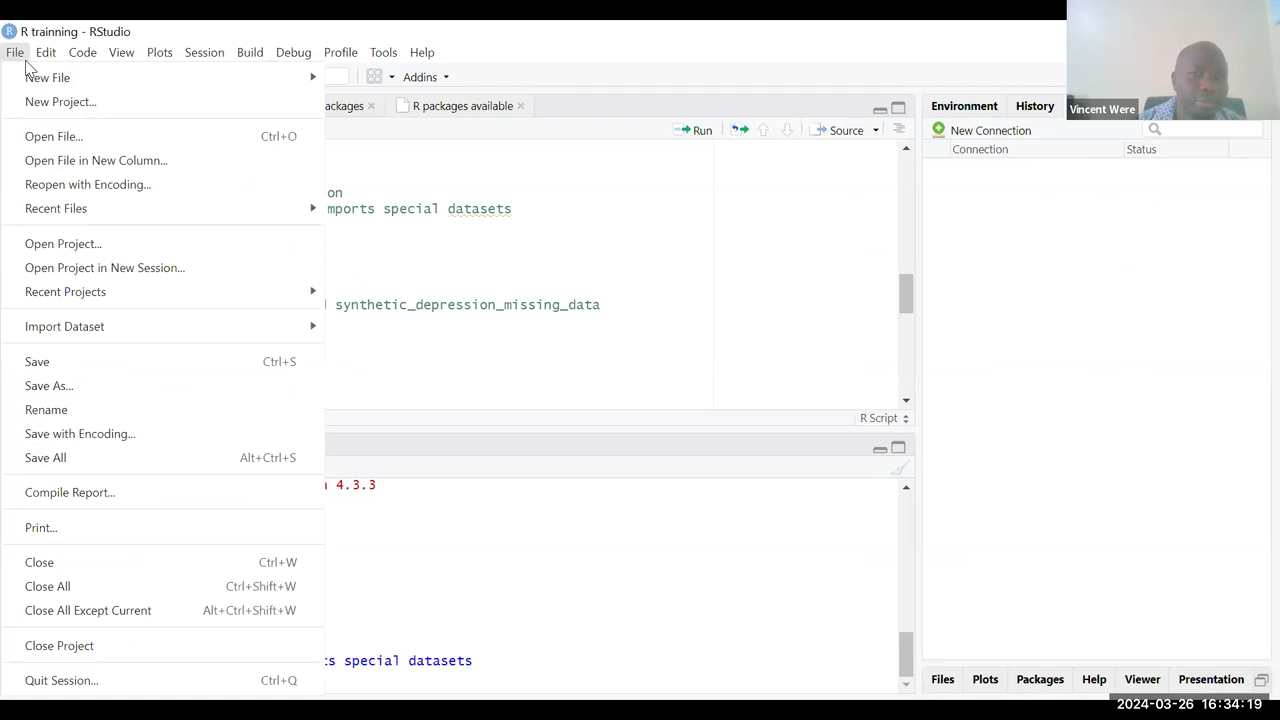 R trainning - RStudio
File Edit Code View Plots Session Build Debug Profile Tools Help
New File
New Project...
Open File... Ctrl+O
Open File in New Column...
Reopen with Encoding...
Recent Files
Open Project...
Open Project in New Session...
Recent Projects
Import Dataset
Save Ctrl+S
Save As...
Rename
Save with Encoding...
Save All Alt+Ctrl+S
Compile Report...
Print...
Close Ctrl+W
Close All Ctrl+Shift+W
Close All Except Current Alt+Ctrl+Shift+W
Close Project
Quit Session... Ctrl+Q
Addins
ackages R packages available
Run Source
on
mports special datasets
synthetic_depression_missing_data
R Script
4.3.3
ts special datasets
Environment History
New Connection
Connection Status
Vincent Were
Files Plots Packages Help Viewer Presentation
2024-03-26 16:34:19